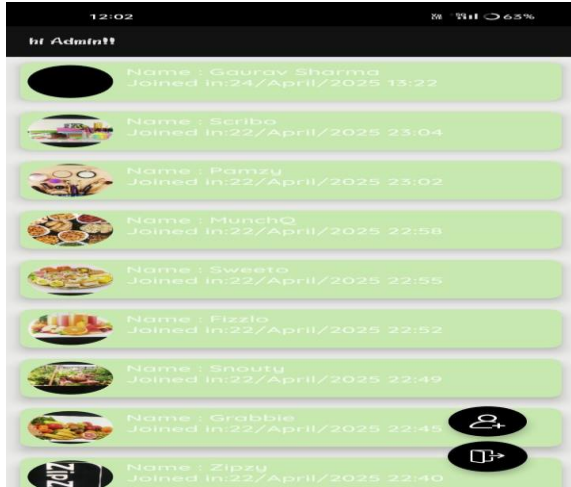 12:02
63%
hi Admin!!
Name : Gaurav Sharma
Joined in:24/April/2025 13:22
Name : Scribo
Joined in:22/April/2025 23:04
Name : Pamzy
Joined in:22/April/2025 23:02
Name : MunchQ
Joined in:22/April/2025 22:58
Name : Sweeto
Joined in:22/April/2025 22:55
Name : Fizzlo
Joined in:22/April/2025 22:52
Name : Snouty
Joined in:22/April/2025 22:49
Name : Grabbie
Joined in:22/April/2025 22:45
Name : Zipzy
Joined in:22/April/2025 22:40